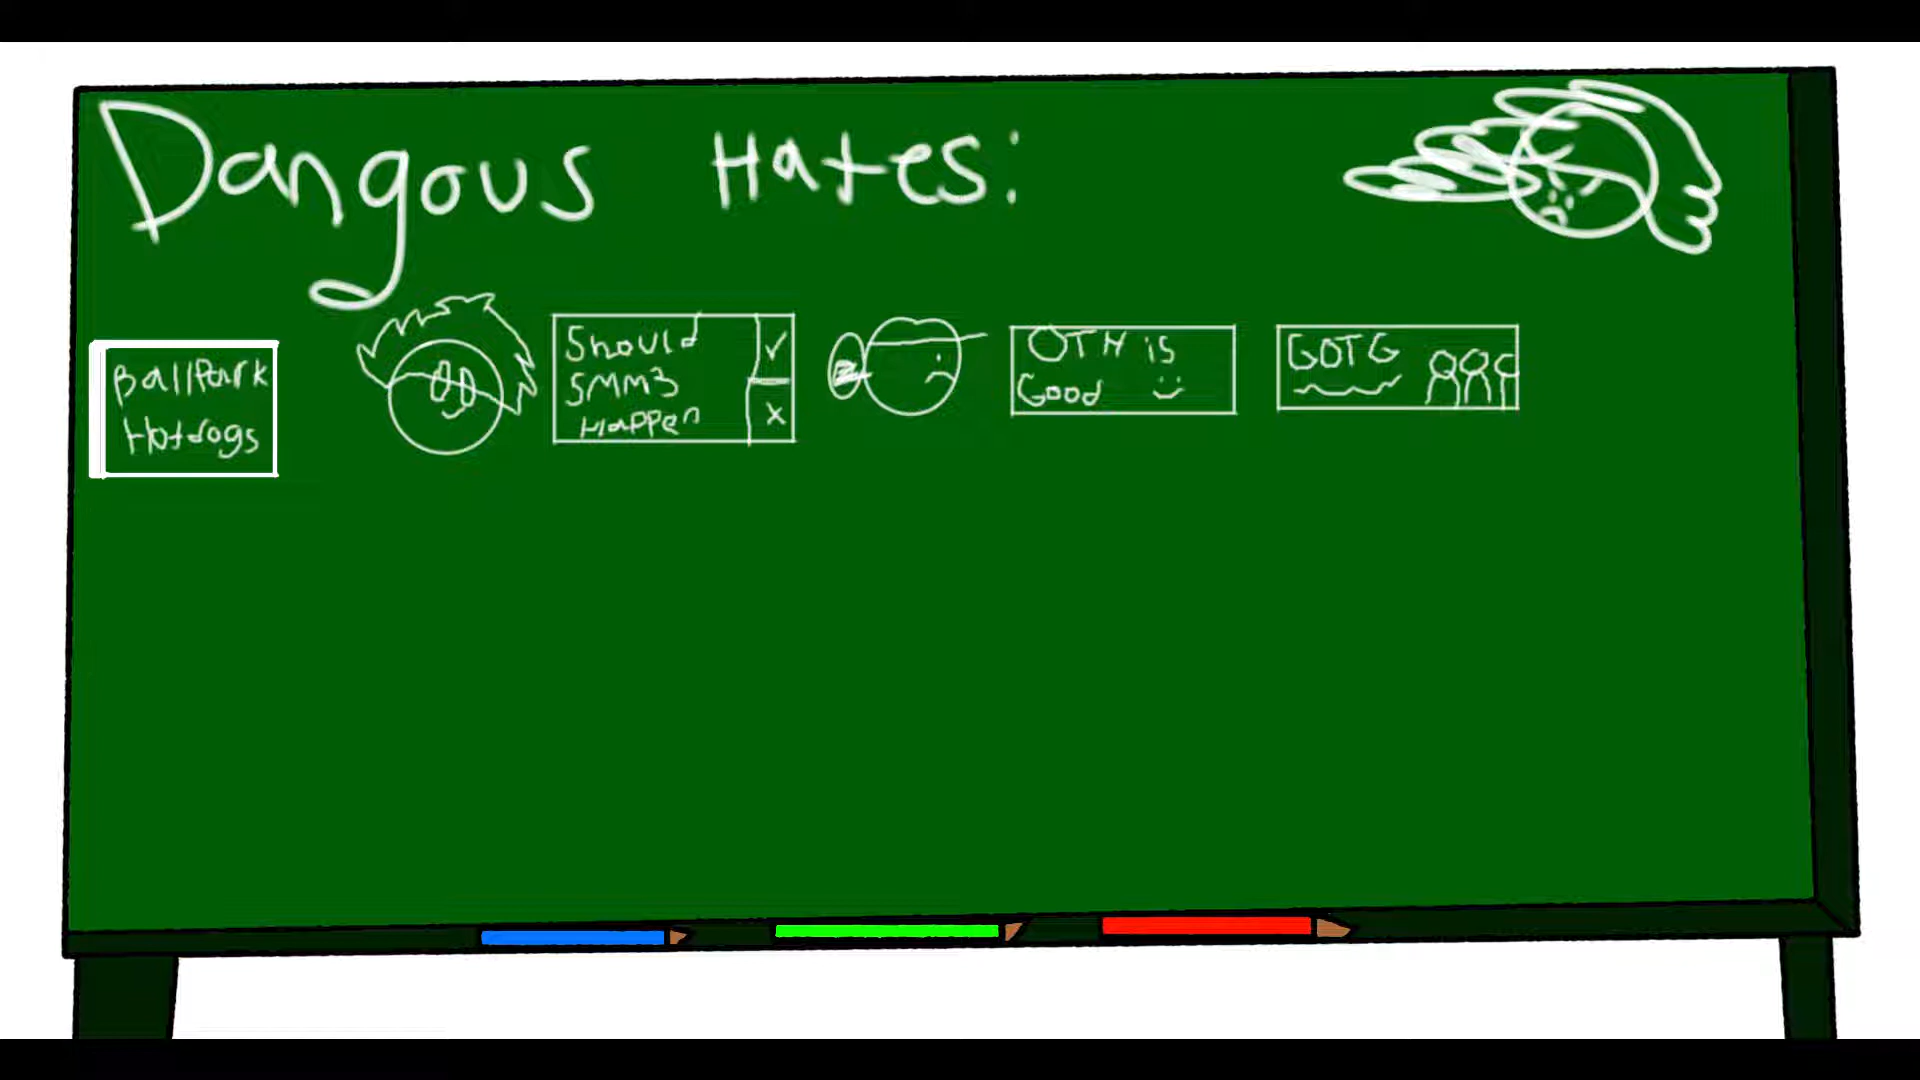 Dangous Hates:
BallPark
Hotdogs
Should
SMM3
Happen
OTH is
Good
GOTG